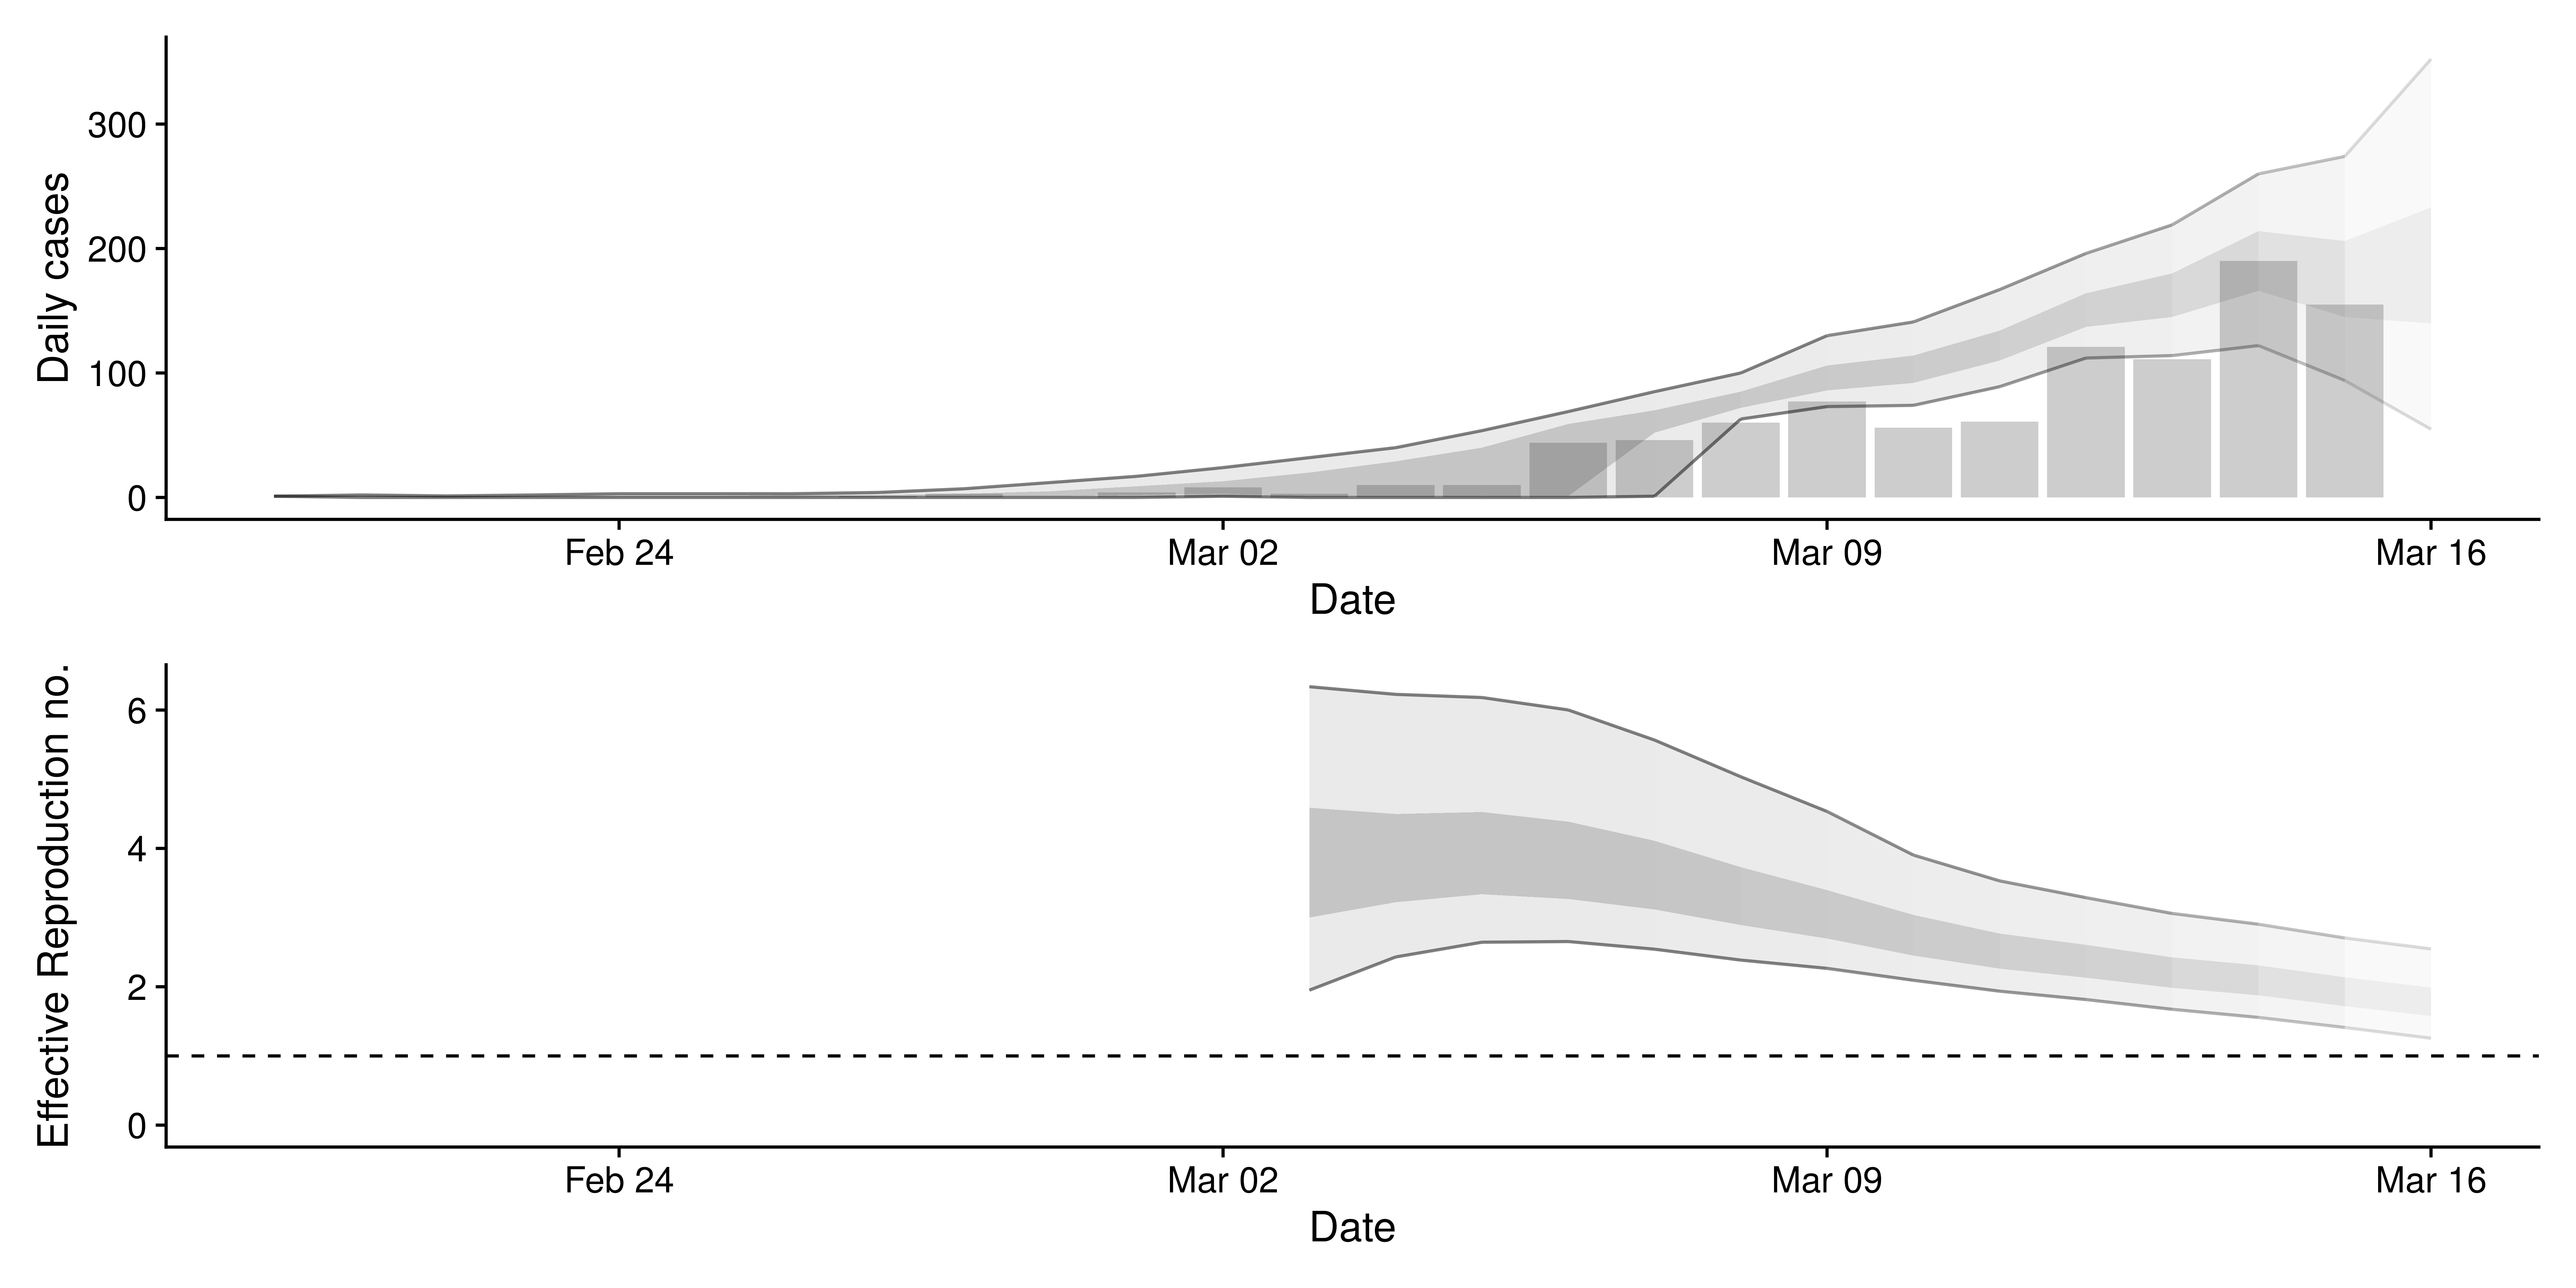 Daily cases
300
200
100
0
Feb 24 Mar 02 Mar 09 Mar 16
Date
Effective Reproduction no.
6
4
2
0
Feb 24 Mar 02 Mar 09 Mar 16
Date